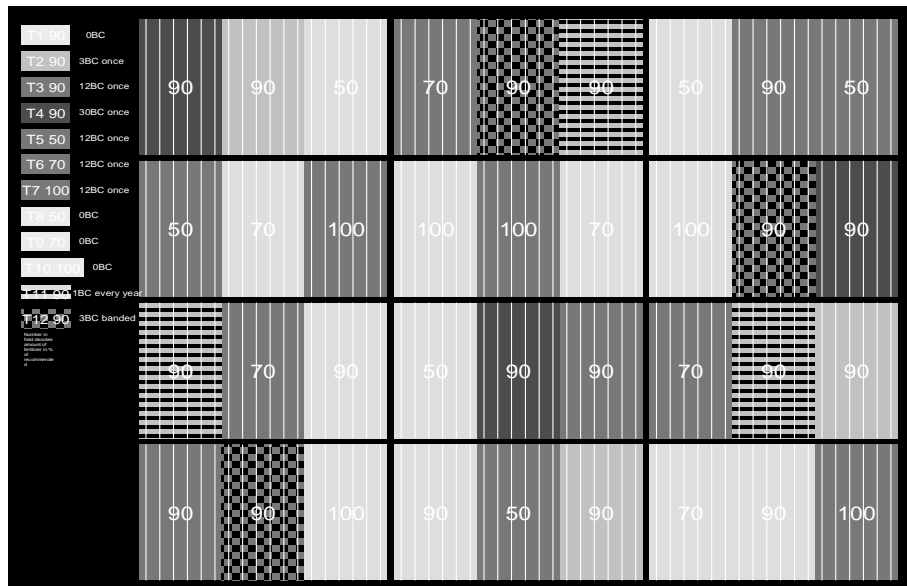 T1 90 0BC
T2 90 3BC once
T3 90 12BC once
T4 90 30BC once
T5 50 12BC once
T6 70 12BC once
T7 100 12BC once
T8 50 0BC
T9 70 0BC
T10 100 0BC
T11 90 1BC every year
T12 90 3BC banded
Number in
field denotes
amount of
fertilizer in %
of
recommende
d
90 90 50 70 90 90 50 90 50
50 70 100 100 100 70 100 90 90
90 70 90 50 90 90 70 90 90
90 90 100 90 50 90 70 90 100